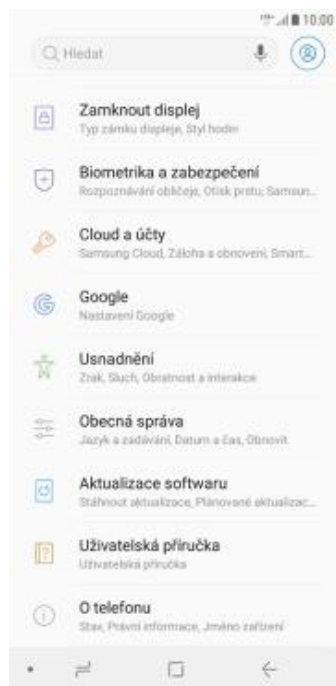 10:00
Hledat
Zamknout displej
Typ zámku displeje, Styl hodin
Biometrika a zabezpečení
Rozpoznávání obličeje, Otisk prstu, Samsun...
Cloud a účty
Samsung Cloud, Záloha a obnovení, Smart...
Google
Nastavení Google
Usnadnění
Zrak, Sluch, Obratnost a interakce
Obecná správa
Jazyk a zadávání, Datum a čas, Obnovit
Aktualizace softwaru
Stáhnout aktualizace, Plánované aktualizac...
Uživatelská příručka
Uživatelská příručka
O telefonu
Stav, Právní informace, Jméno zařízení